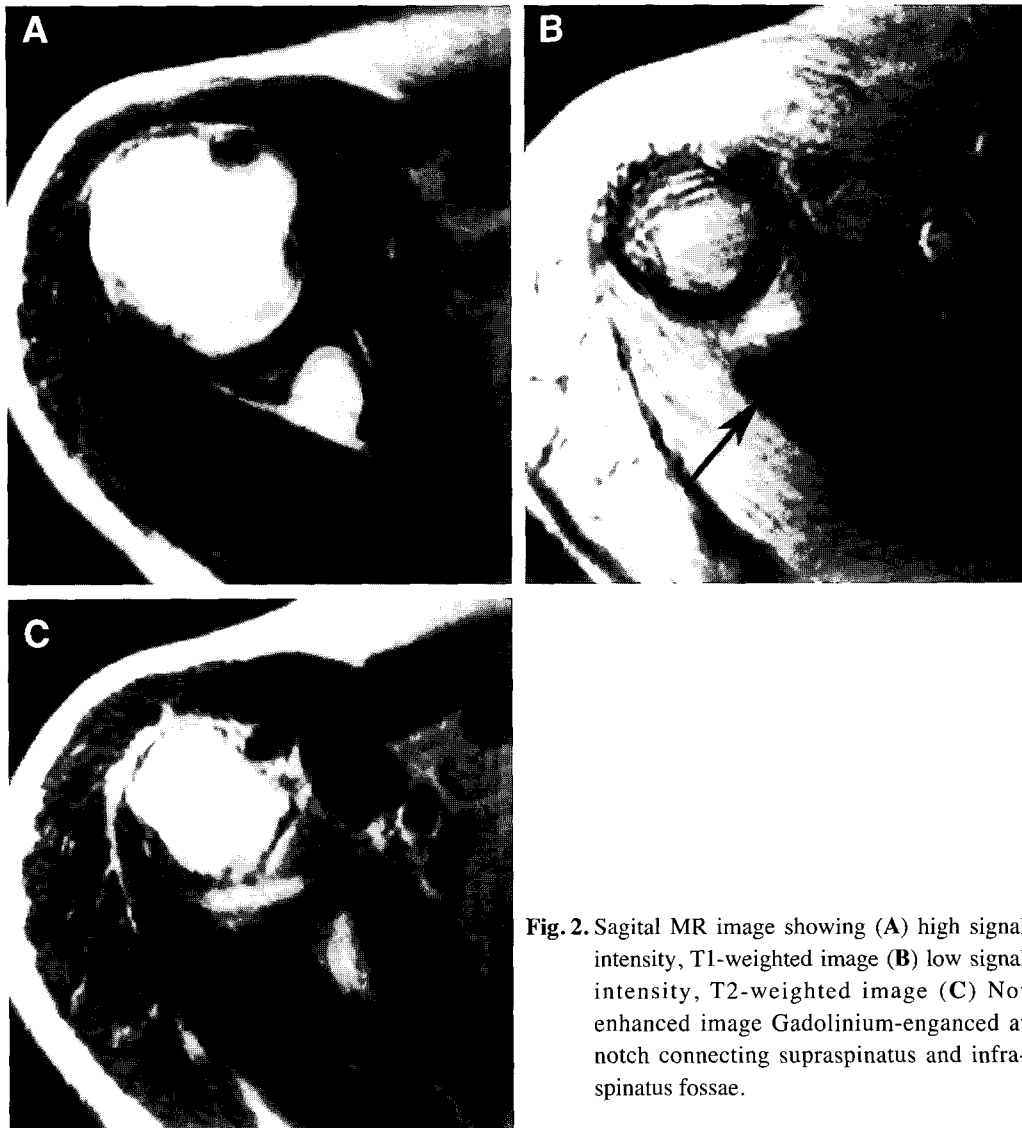 A
B
C
Fig. 2. Sagital MR image showing (A) high signal
intensity, T1-weighted image (B) low signal
intensity, T2-weighted image (C) No
enhanced image Gadolinium-enganced a
notch connecting supraspinatus and infra-
spinatus fossae.